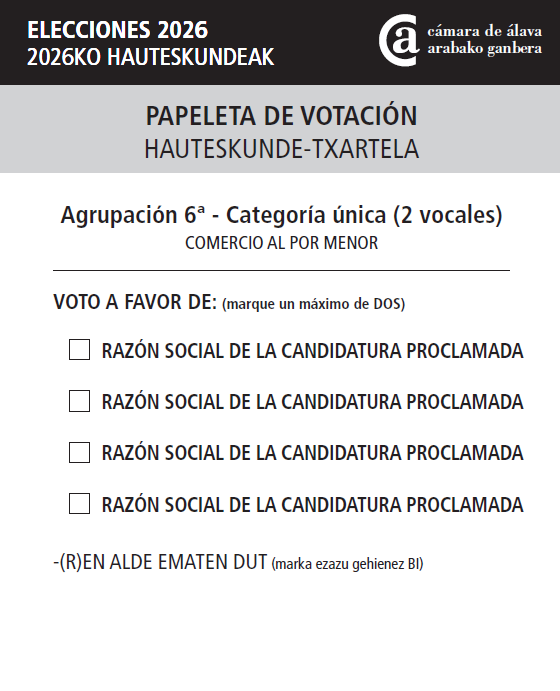 ELECCIONES 2026
2026KO HAUTESKUNDEAK
cámara de álava
arabako ganbera
PAPELETA DE VOTACIÓN
HAUTESKUNDE-TXARTELA
Agrupación 6ª - Categoría única (2 vocales)
COMERCIO AL POR MENOR
VOTO A FAVOR DE: (marque un máximo de DOS)
RAZÓN SOCIAL DE LA CANDIDATURA PROCLAMADA
RAZÓN SOCIAL DE LA CANDIDATURA PROCLAMADA
RAZÓN SOCIAL DE LA CANDIDATURA PROCLAMADA
RAZÓN SOCIAL DE LA CANDIDATURA PROCLAMADA
-(R)EN ALDE EMATEN DUT (marka ezazu gehienez BI)